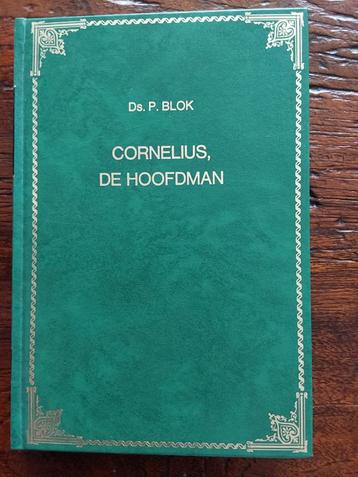 Ds. P. BLOK
CORNELIUS,
DE HOOFDMAN